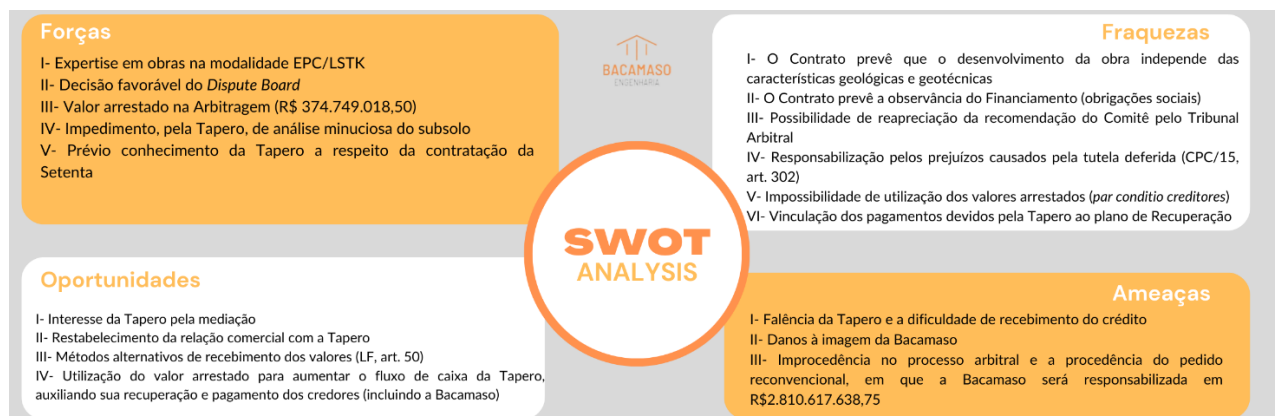 Forças
I- Expertise em obras na modalidade EPC/LSTK
II- Decisão favorável do Dispute Board
III- Valor arrestado na Arbitragem (R$ 374.749.018,50)
IV- Impedimento, pela Tapero, de análise minuciosa do subsolo
V- Prévio conhecimento da Tapero a respeito da contratação da
Setenta
BACAMASO
ENGENHARIA
Fraquezas
I- O Contrato prevê que o desenvolvimento da obra independe das
características geológicas e geotécnicas
II- O Contrato prevê a observância do Financiamento (obrigações sociais)
III- Possibilidade de reapreciação da recomendação do Comitê pelo Tribunal
Arbitral
IV- Responsabilização pelos prejuízos causados pela tutela deferida (CPC/15,
art. 302)
V- Impossibilidade de utilização dos valores arrestados (par conditio creditores)
VI- Vinculação dos pagamentos devidos pela Tapero ao plano de Recuperação
SWOT
ANALYSIS
Oportunidades
I- Interesse da Tapero pela mediação
II- Restabelecimento da relação comercial com a Tapero
III- Métodos alternativos de recebimento dos valores (LF, art. 50)
IV- Utilização do valor arrestado para aumentar o fluxo de caixa da Tapero,
auxiliando sua recuperação e pagamento dos credores (incluindo a Bacamaso)
Ameaças
I- Falência da Tapero e a dificuldade de recebimento do crédito
II- Danos à imagem da Bacamaso
III- Improcedência no processo arbitral e a procedência do pedido
reconvencional, em que a Bacamaso será responsabilizada em
R$2.810.617.638,75